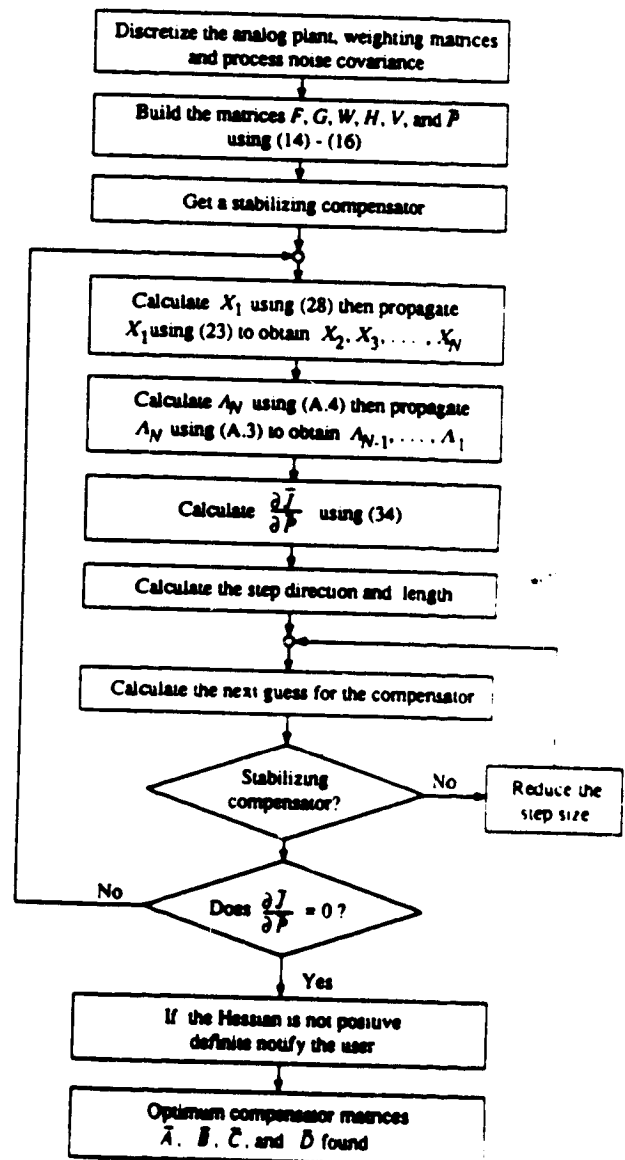 Discretize the analog plant, weighting matrices
and process noise covariance
Build the matrices F, G, W, H, V, and P̄
using (14) - (16)
Get a stabilizing compensator
Calculate X₁ using (28) then propagate
X₁ using (23) to obtain X₂, X₃, . . . , X_N
Calculate Λ_N using (A.4) then propagate
Λ_N using (A.3) to obtain Λ_N-1, . . . , Λ₁
Calculate ∂J̄/∂P̄ using (34)
Calculate the step direction and length
Calculate the next guess for the compensator
Stabilizing
compensator?
No
Reduce the
step size
No
Does ∂J̄/∂P̄ = 0 ?
Yes
If the Hessian is not positive
definite notify the user
Optimum compensator matrices
Ā, B̄, C̄, and D̄ found